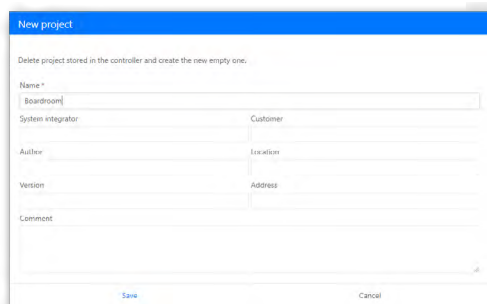 New project
Delete project stored in the controller and create the new empty one.
Name *
Boardroom
System integrator
Customer
Author
Location
Version
Address
Comment
Save
Cancel